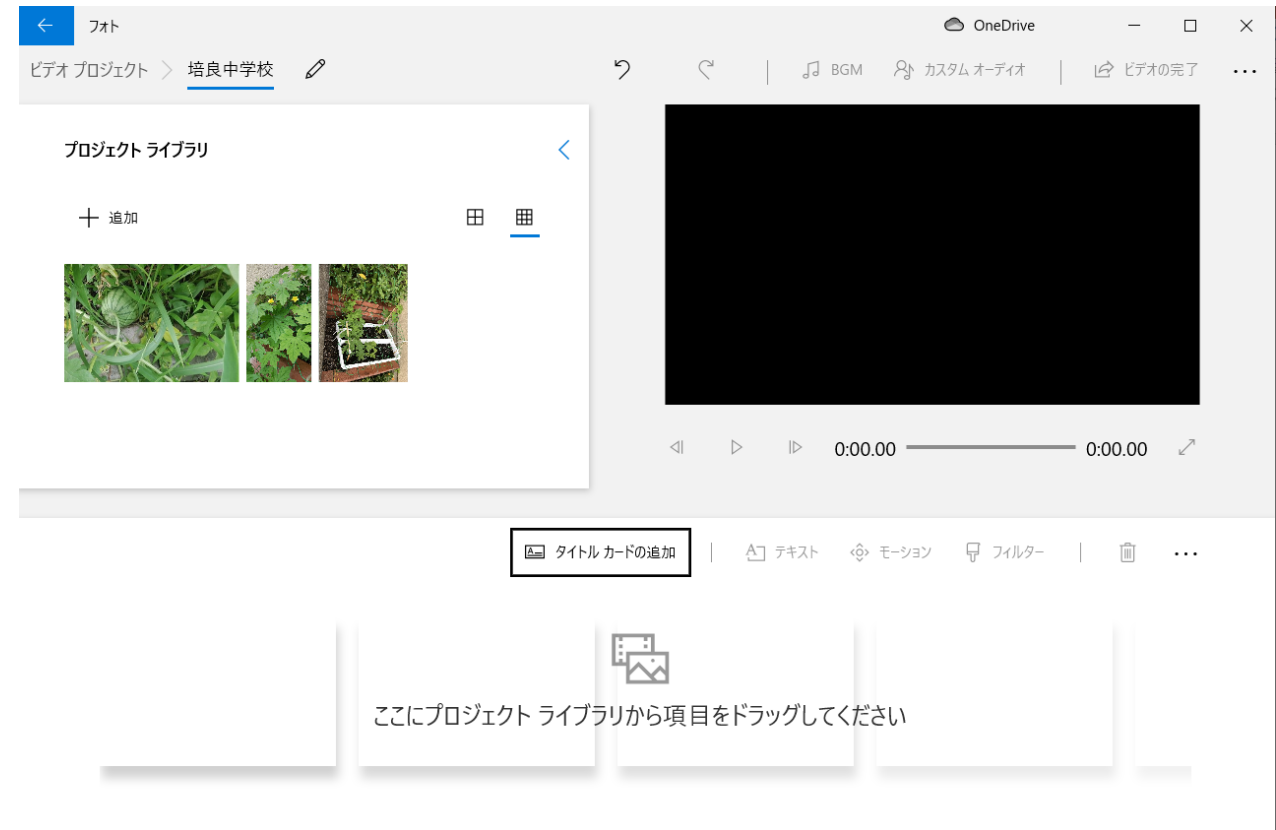 フォト
OneDrive
ビデオ プロジェクト
培良中学校
BGM
カスタム オーディオ
ビデオの完了
プロジェクト ライブラリ
追加
0:00.00
0:00.00
タイトル カードの追加
テキスト
モーション
フィルター
ここにプロジェクト ライブラリから項目をドラッグしてください